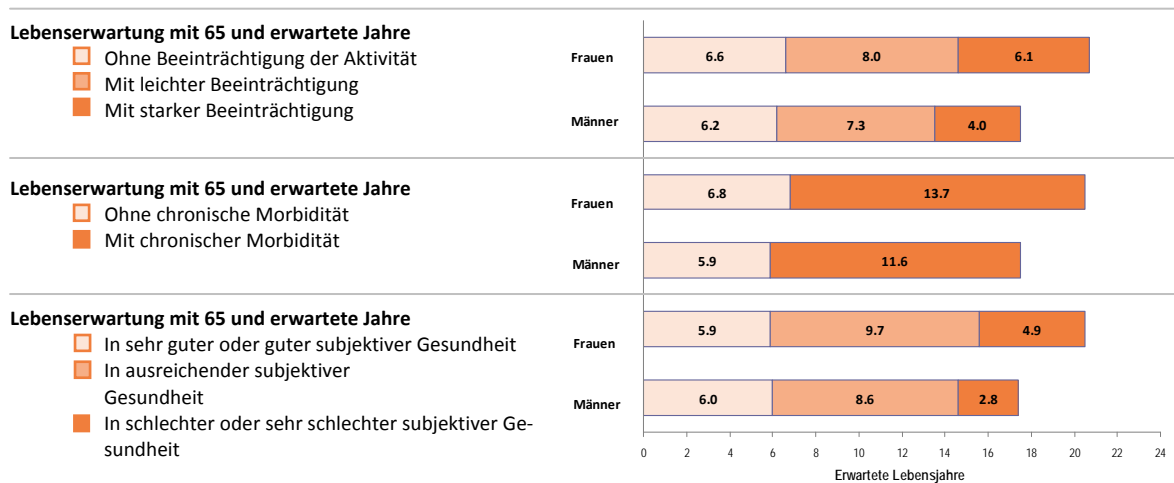 Lebenserwartung mit 65 und erwartete Jahre
Ohne Beeinträchtigung der Aktivität
Mit leichter Beeinträchtigung
Mit starker Beeinträchtigung
Frauen
6.6 8.0 6.1
Männer
6.2 7.3 4.0
Lebenserwartung mit 65 und erwartete Jahre
Ohne chronische Morbidität
Mit chronischer Morbidität
Frauen
6.8 13.7
Männer
5.9 11.6
Lebenserwartung mit 65 und erwartete Jahre
In sehr guter oder guter subjektiver Gesundheit
In ausreichender subjektiver
Gesundheit
In schlechter oder sehr schlechter subjektiver Ge-
sundheit
Frauen
5.9 9.7 4.9
Männer
6.0 8.6 2.8
0 2 4 6 8 10 12 14 16 18 20 22 24
Erwartete Lebensjahre